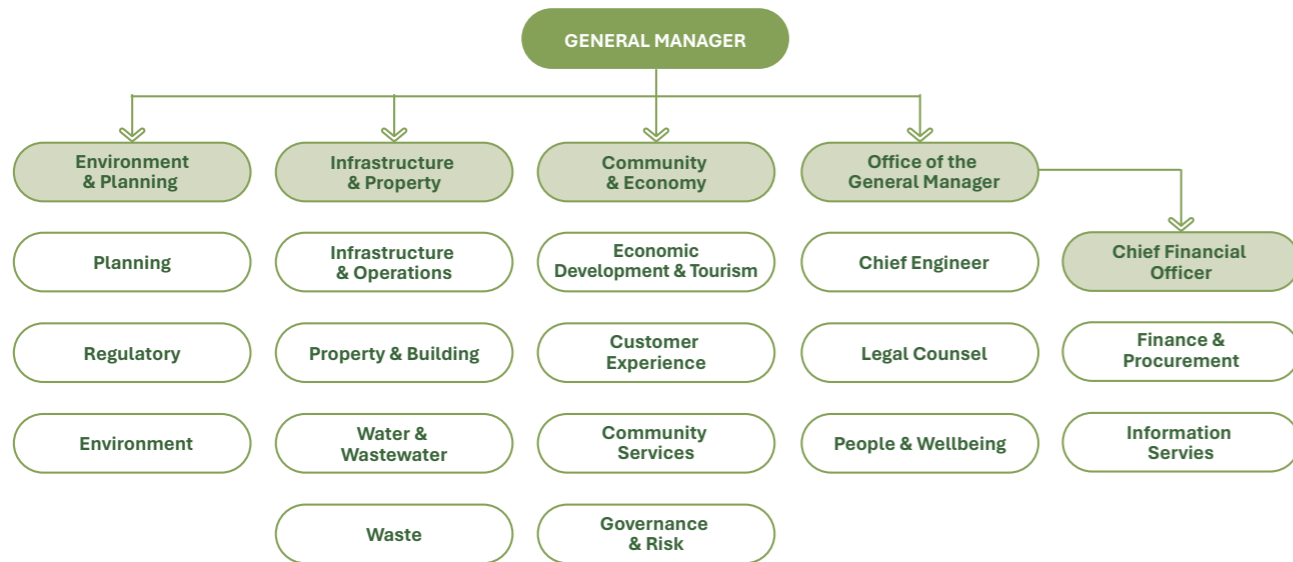 GENERAL MANAGER
Environment
& Planning
Infrastructure
& Property
Community
& Economy
Office of the
General Manager
Planning
Infrastructure
& Operations
Economic
Development & Tourism
Chief Engineer
Chief Financial
Officer
Regulatory
Property & Building
Customer
Experience
Legal Counsel
Finance &
Procurement
Environment
Water &
Wastewater
Community
Services
People & Wellbeing
Information
Servies
Waste
Governance
& Risk